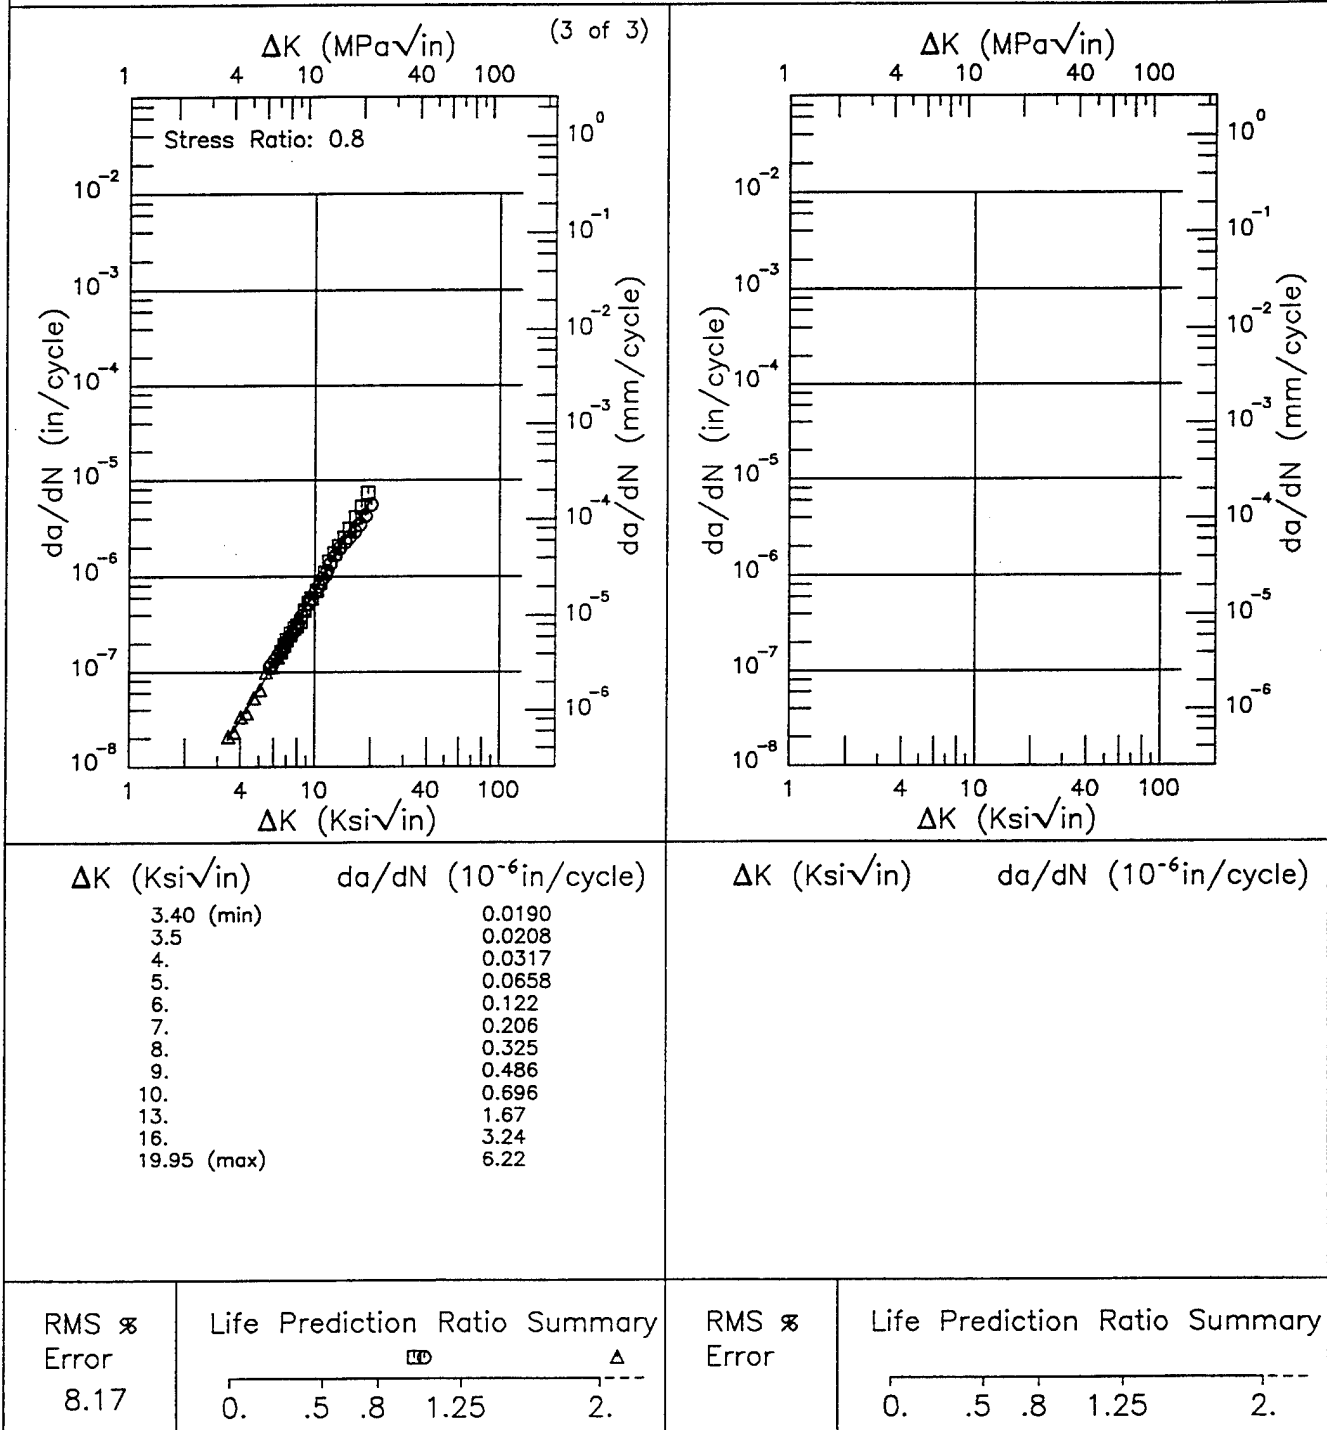 (3 of 3)
ΔK (MPa√in)
1 4 10 40 100
Stress Ratio: 0.8
10⁰
10⁻²
10⁻¹
10⁻³
10⁻²
10⁻⁴
10⁻³
10⁻⁵
10⁻⁴
10⁻⁶
10⁻⁵
10⁻⁷
10⁻⁶
10⁻⁸
da/dN (in/cycle)
da/dN (mm/cycle)
1 4 10 40 100
ΔK (Ksi√in)
ΔK (MPa√in)
1 4 10 40 100
10⁰
10⁻²
10⁻¹
10⁻³
10⁻²
10⁻⁴
10⁻³
10⁻⁵
10⁻⁴
10⁻⁶
10⁻⁵
10⁻⁷
10⁻⁶
10⁻⁸
da/dN (in/cycle)
da/dN (mm/cycle)
1 4 10 40 100
ΔK (Ksi√in)
ΔK (Ksi√in) da/dN (10⁻⁶in/cycle)
3.40 (min) 0.0190
3.5 0.0208
4. 0.0317
5. 0.0658
6. 0.122
7. 0.206
8. 0.325
9. 0.486
10. 0.696
13. 1.67
16. 3.24
19.95 (max) 6.22
ΔK (Ksi√in) da/dN (10⁻⁶in/cycle)
RMS %
Error
8.17
Life Prediction Ratio Summary
0. .5 .8 1.25 2.
RMS %
Error
Life Prediction Ratio Summary
0. .5 .8 1.25 2.